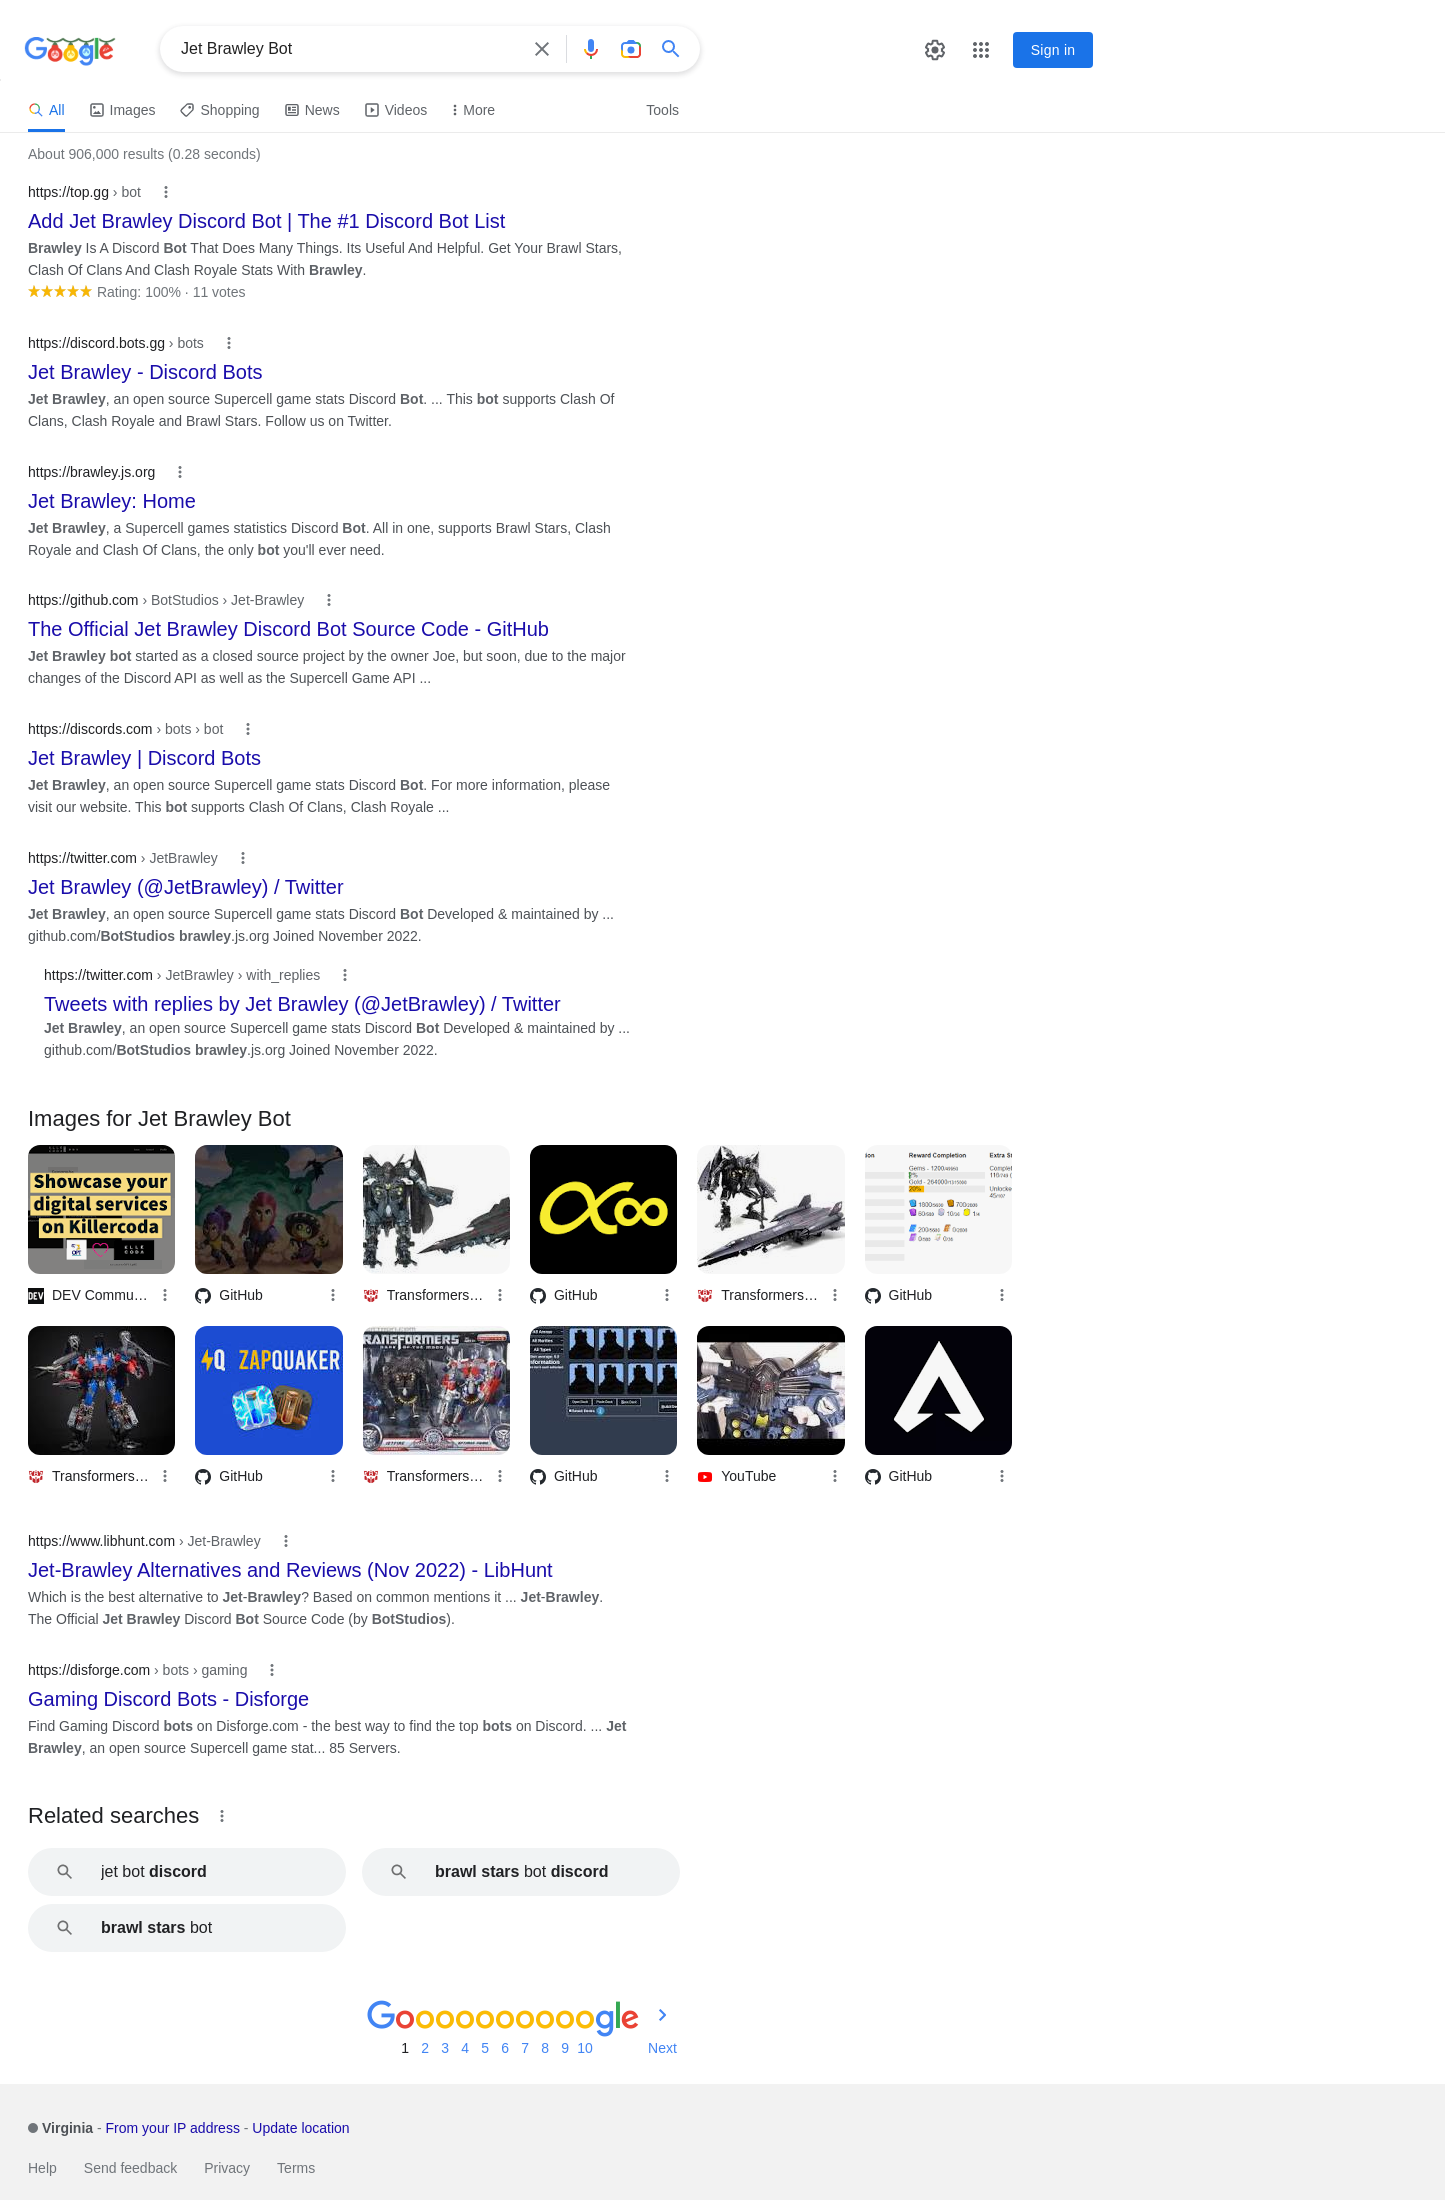 Google
Jet Brawley Bot
Sign in
All
Images
Shopping
News
Videos
More
Tools
About 906,000 results (0.28 seconds)
https://top.gg › bot
Add Jet Brawley Discord Bot | The #1 Discord Bot List
Brawley Is A Discord Bot That Does Many Things. Its Useful And Helpful. Get Your Brawl Stars,
Clash Of Clans And Clash Royale Stats With Brawley.
Rating: 100% · 11 votes
https://discord.bots.gg › bots
Jet Brawley - Discord Bots
Jet Brawley, an open source Supercell game stats Discord Bot. ... This bot supports Clash Of
Clans, Clash Royale and Brawl Stars. Follow us on Twitter.
https://brawley.js.org
Jet Brawley: Home
Jet Brawley, a Supercell games statistics Discord Bot. All in one, supports Brawl Stars, Clash
Royale and Clash Of Clans, the only bot you'll ever need.
https://github.com › BotStudios › Jet-Brawley
The Official Jet Brawley Discord Bot Source Code - GitHub
Jet Brawley bot started as a closed source project by the owner Joe, but soon, due to the major
changes of the Discord API as well as the Supercell Game API ...
https://discords.com › bots › bot
Jet Brawley | Discord Bots
Jet Brawley, an open source Supercell game stats Discord Bot. For more information, please
visit our website. This bot supports Clash Of Clans, Clash Royale ...
https://twitter.com › JetBrawley
Jet Brawley (@JetBrawley) / Twitter
Jet Brawley, an open source Supercell game stats Discord Bot Developed & maintained by ...
github.com/BotStudios brawley.js.org Joined November 2022.
https://twitter.com › JetBrawley › with_replies
Tweets with replies by Jet Brawley (@JetBrawley) / Twitter
Jet Brawley, an open source Supercell game stats Discord Bot Developed & maintained by ...
github.com/BotStudios brawley.js.org Joined November 2022.
Images for Jet Brawley Bot
Showcase your
digital services
on Killercoda
Reward Completion
Extra St
DEV Commu...
GitHub
Transformers...
GitHub
Transformers...
GitHub
ZAPQUAKER
TRANSFORMERS
Transformers...
GitHub
Transformers...
GitHub
YouTube
GitHub
https://www.libhunt.com › Jet-Brawley
Jet-Brawley Alternatives and Reviews (Nov 2022) - LibHunt
Which is the best alternative to Jet-Brawley? Based on common mentions it ... Jet-Brawley.
The Official Jet Brawley Discord Bot Source Code (by BotStudios).
https://disforge.com › bots › gaming
Gaming Discord Bots - Disforge
Find Gaming Discord bots on Disforge.com - the best way to find the top bots on Discord. ... Jet
Brawley, an open source Supercell game stat... 85 Servers.
Related searches
jet bot discord
brawl stars bot discord
brawl stars bot
Goooooooooogle
1 2 3 4 5 6 7 8 9 10 Next
Virginia - From your IP address - Update location
Help Send feedback Privacy Terms